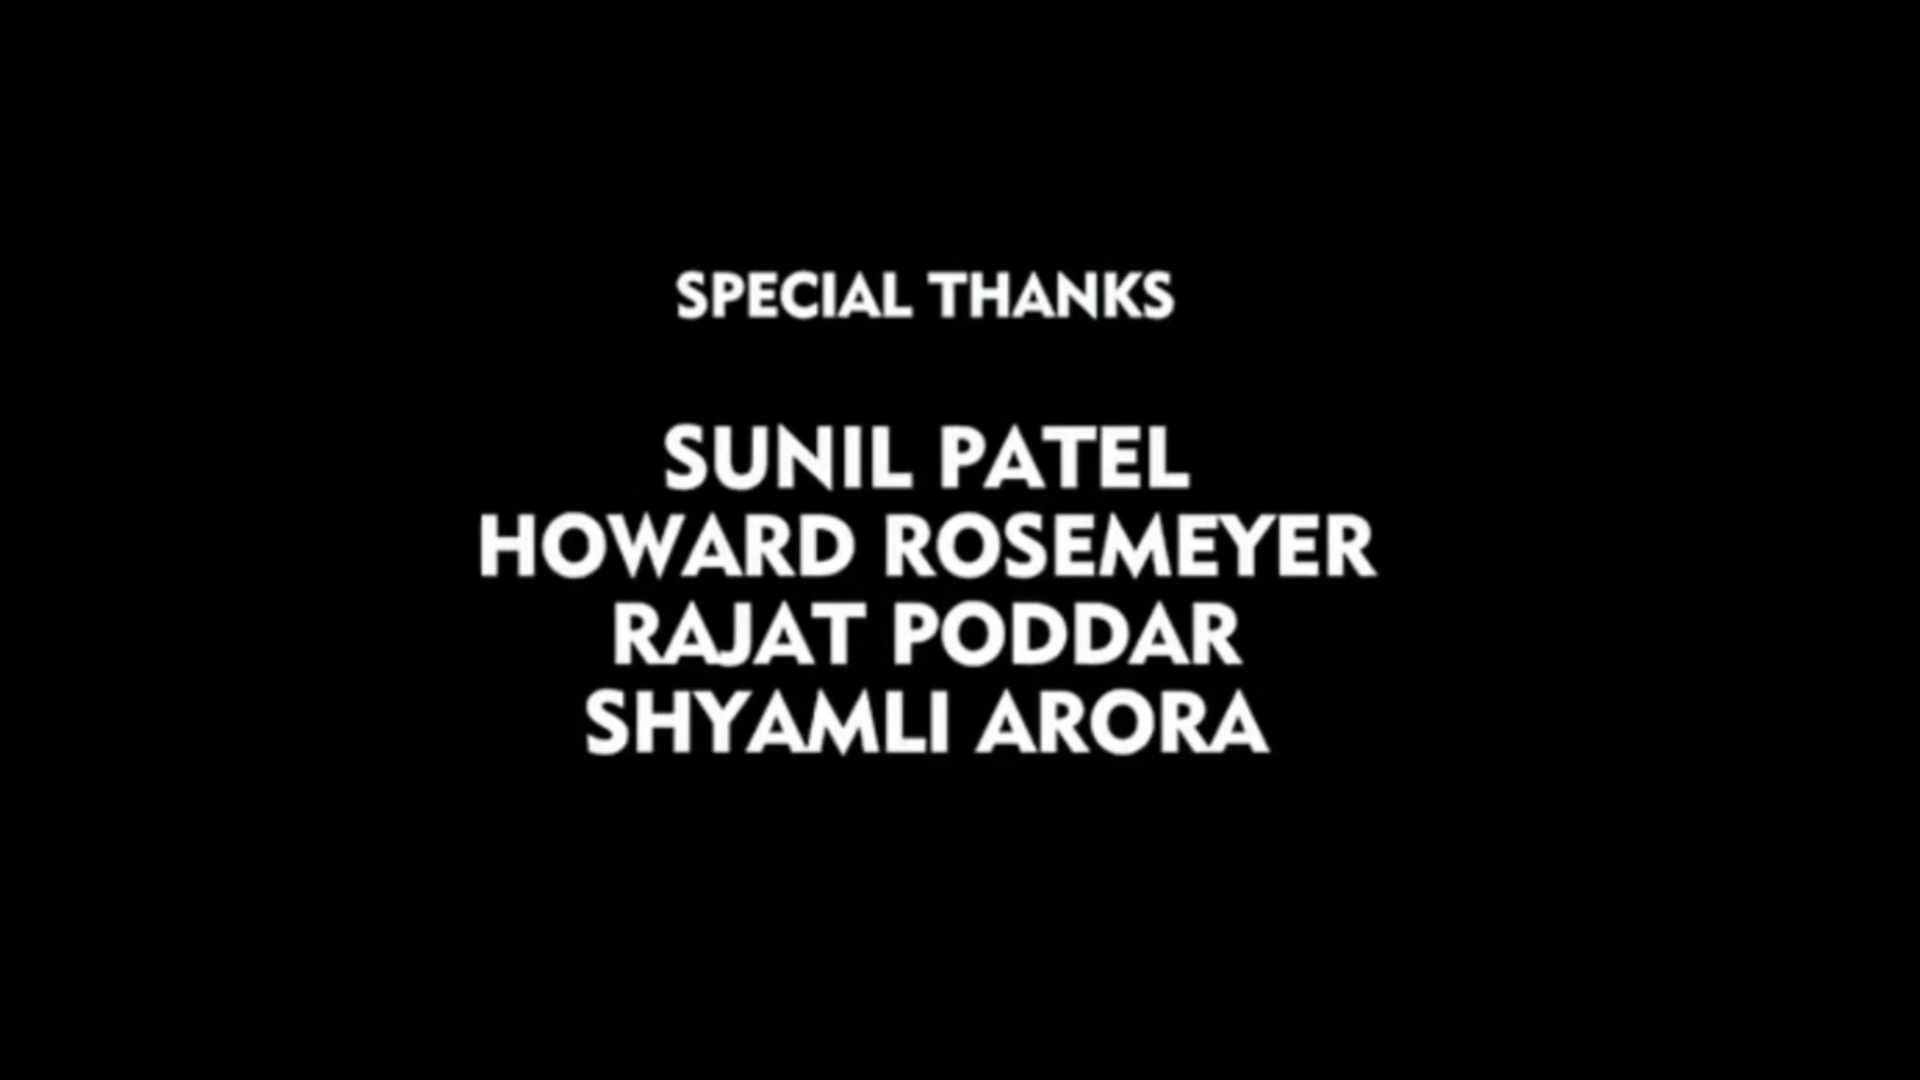 SPECIAL THANKS
SUNIL PATEL
HOWARD ROSEMEYER
RAJAT PODDAR
SHYAMLI ARORA